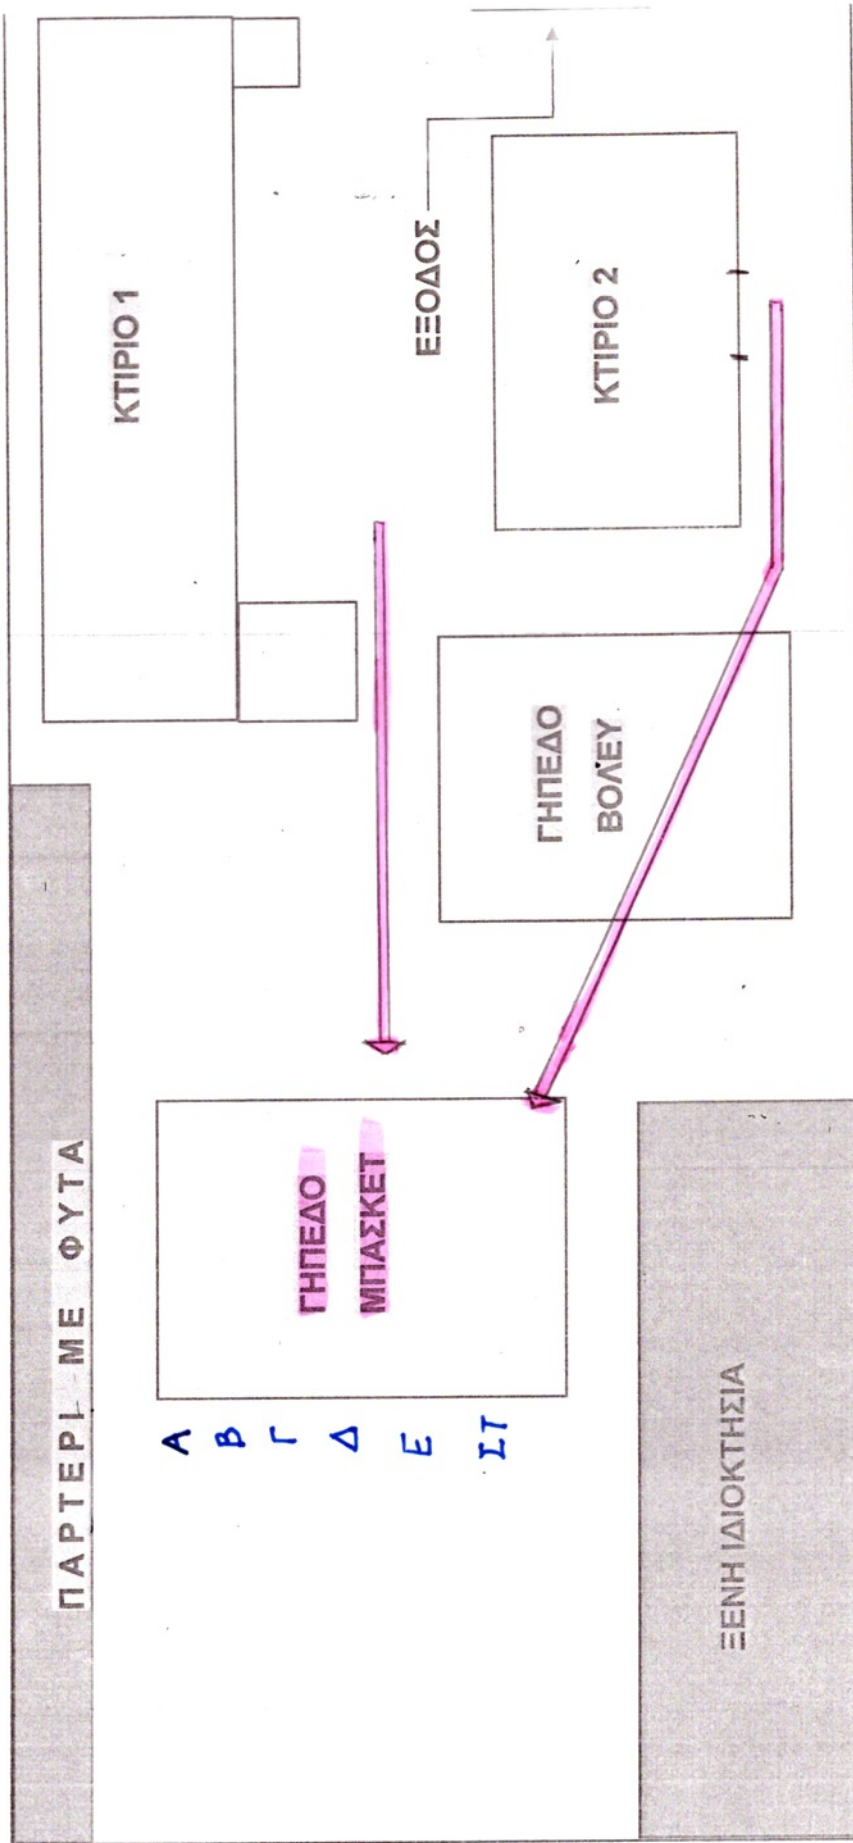 ΠΑΡΤΕΡΙ ΜΕ ΦΥΤΑ
ΚΤΙΡΙΟ 1
ΕΞΟΔΟΣ
ΚΤΙΡΙΟ 2
ΓΗΠΕΔΟ
ΒΟΛΕΥ
ΓΗΠΕΔΟ
ΜΠΑΣΚΕΤ
Α
Β
Γ
Δ
Ε
ΣΤ
ΞΕΝΗ ΙΔΙΟΚΤΗΣΙΑ